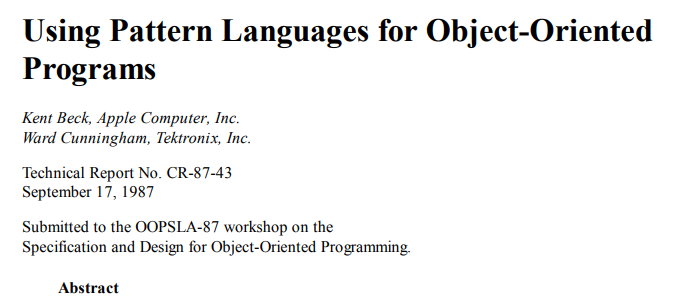 Using Pattern Languages for Object-Oriented
Programs
Kent Beck, Apple Computer, Inc.
Ward Cunningham, Tektronix, Inc.
Technical Report No. CR-87-43
September 17, 1987
Submitted to the OOPSLA-87 workshop on the
Specification and Design for Object-Oriented Programming.
Abstract